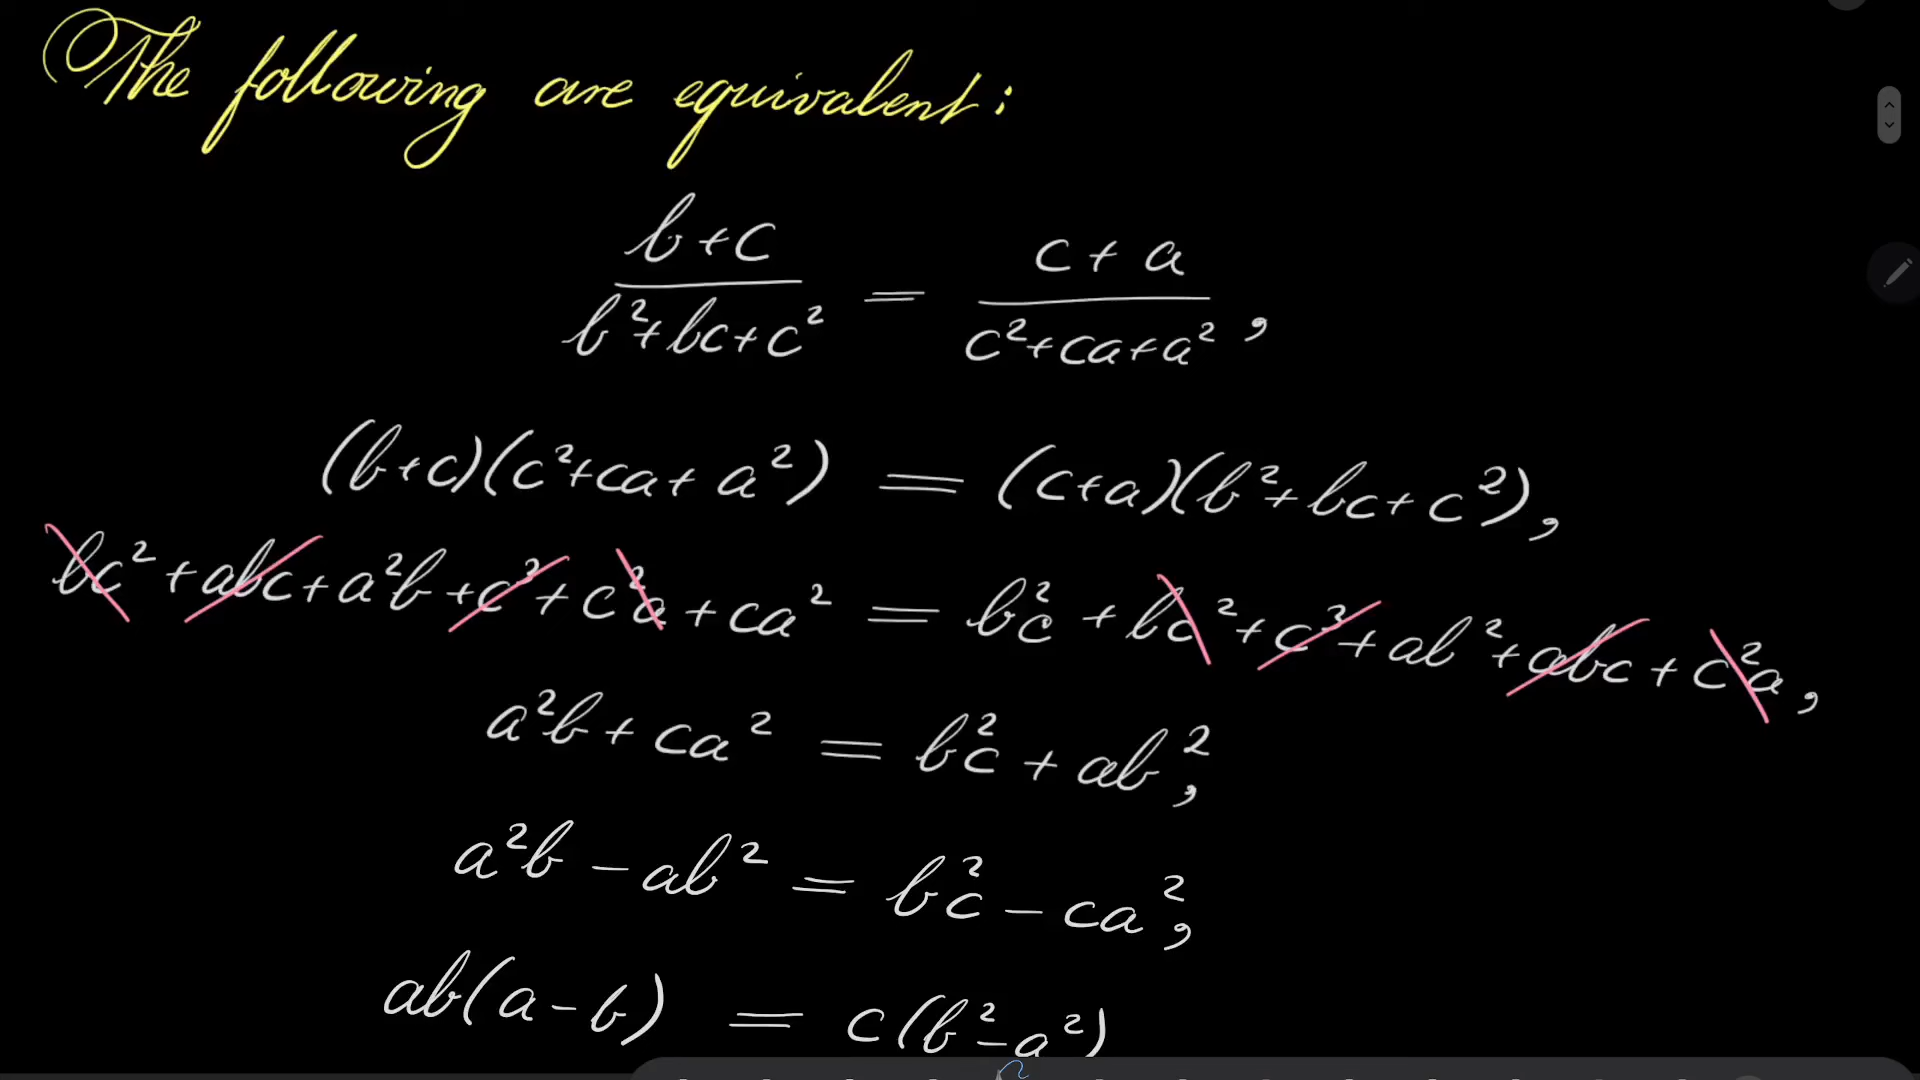 The following are equivalent:
b+c / b²+bc+c² = c+a / c²+ca+a²,
(b+c)(c²+ca+a²) = (c+a)(b²+bc+c²),
bc²+abc+a²b+c³+c²a+ca² = b²c+bc²+c³+ab²+abc+c²a,
a²b+ca² = b²c+ab²,
a²b-ab² = b²c-ca²,
ab(a-b) = c(b²-a²)